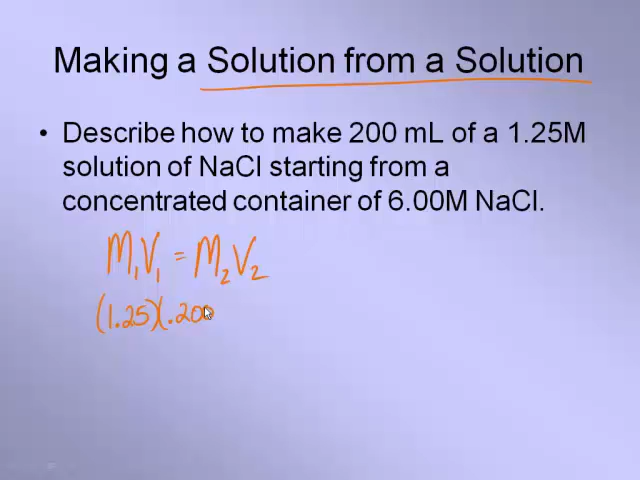 Making a Solution from a Solution
• Describe how to make 200 mL of a 1.25M
solution of NaCl starting from a
concentrated container of 6.00M NaCl.
M₁V₁ = M₂V₂
(1.25)(.200